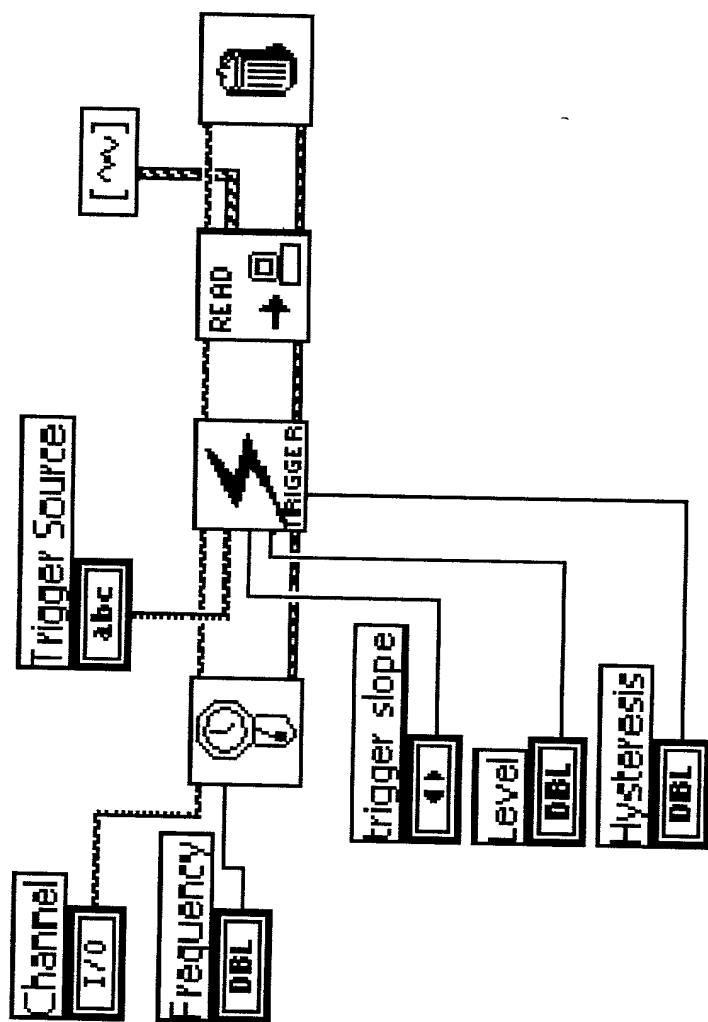 Channel
I/O
Frequency
DBL
Trigger Source
abc
TRIGGER
READ
trigger slope
Level
DBL
Hysteresis
DBL